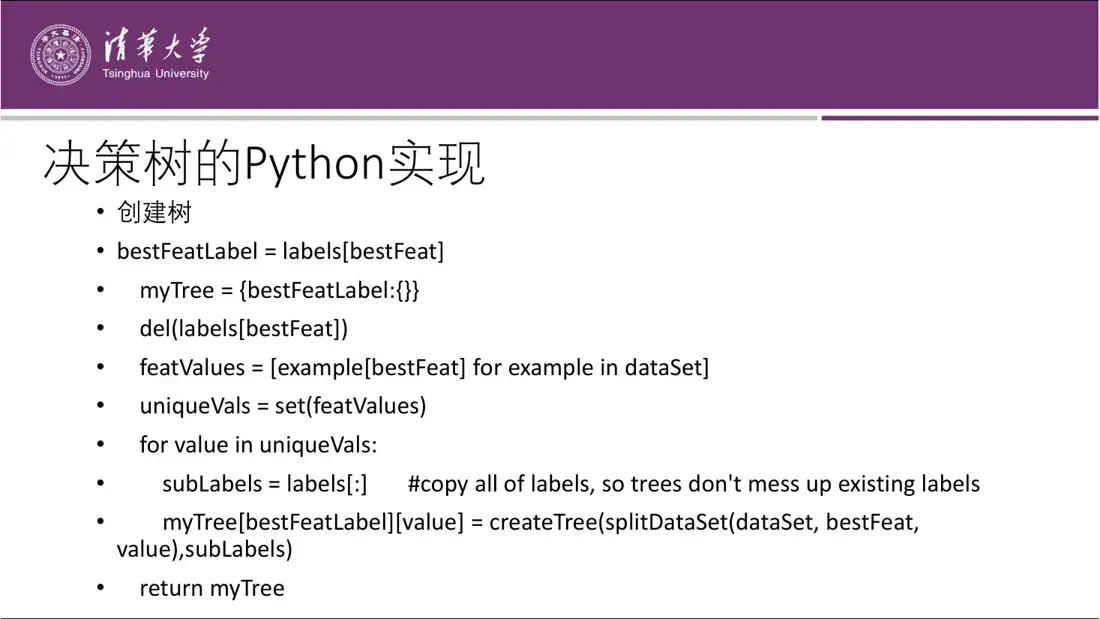 清华大学
Tsinghua University
决策树的Python实现
• 创建树
• bestFeatLabel = labels[bestFeat]
• myTree = {bestFeatLabel:{}}
• del(labels[bestFeat])
• featValues = [example[bestFeat] for example in dataSet]
• uniqueVals = set(featValues)
• for value in uniqueVals:
• subLabels = labels[:] #copy all of labels, so trees don't mess up existing labels
• myTree[bestFeatLabel][value] = createTree(splitDataSet(dataSet, bestFeat,
value),subLabels)
• return myTree